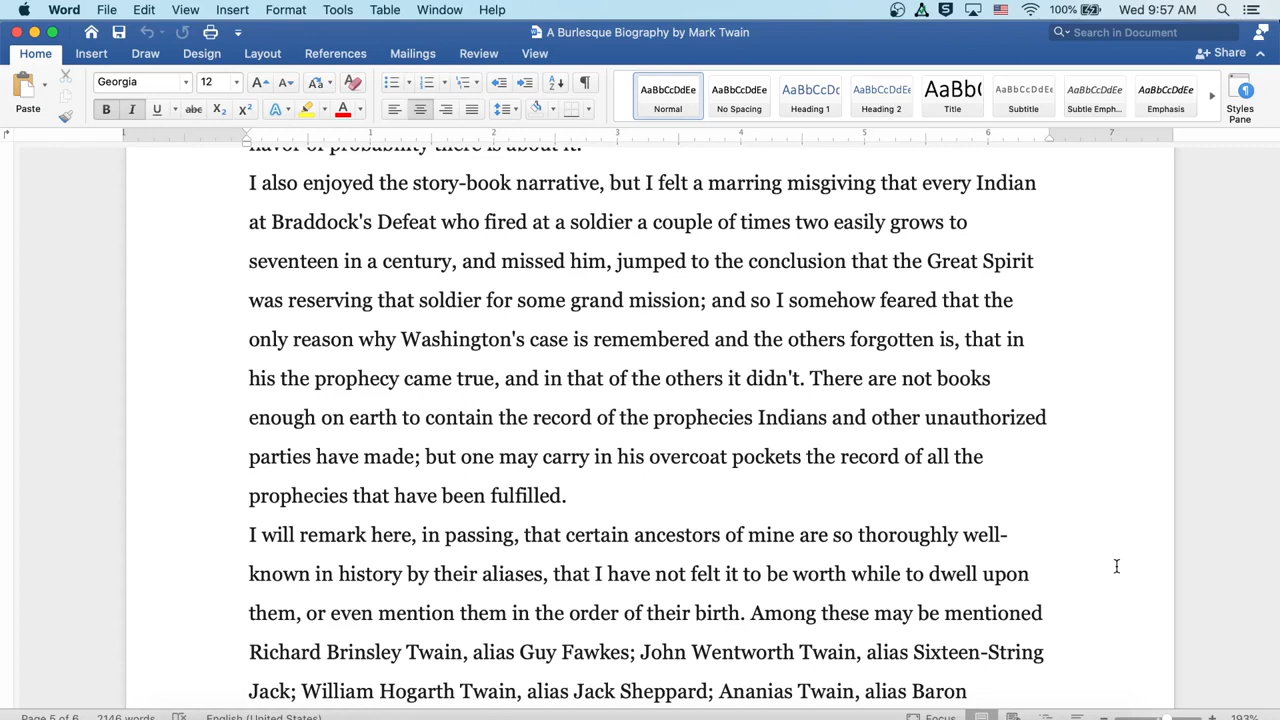 Word File Edit View Insert Format Tools Table Window Help 100% Wed 9:57 AM
A Burlesque Biography by Mark Twain Search in Document
Home Insert Draw Design Layout References Mailings Review View Share
Paste Georgia 12 AaBbCcDdEe AaBbCcDdEe AaBbCcDc AaBbCcDdEe AaBb( AaBbCcDdEe AaBbCcDdEe AaBbCcDdEe
Normal No Spacing Heading 1 Heading 2 Title Subtitle Subtle Emph... Emphasis Styles Pane
1 1 2 3 4 5 6 7
flavor of probability there is about it.
I also enjoyed the story-book narrative, but I felt a marring misgiving that every Indian
at Braddock's Defeat who fired at a soldier a couple of times two easily grows to
seventeen in a century, and missed him, jumped to the conclusion that the Great Spirit
was reserving that soldier for some grand mission; and so I somehow feared that the
only reason why Washington's case is remembered and the others forgotten is, that in
his the prophecy came true, and in that of the others it didn't. There are not books
enough on earth to contain the record of the prophecies Indians and other unauthorized
parties have made; but one may carry in his overcoat pockets the record of all the
prophecies that have been fulfilled.
I will remark here, in passing, that certain ancestors of mine are so thoroughly well-
known in history by their aliases, that I have not felt it to be worth while to dwell upon
them, or even mention them in the order of their birth. Among these may be mentioned
Richard Brinsley Twain, alias Guy Fawkes; John Wentworth Twain, alias Sixteen-String
Jack; William Hogarth Twain, alias Jack Sheppard; Ananias Twain, alias Baron
Page 5 of 6 2146 words English (United States) Focus 193%